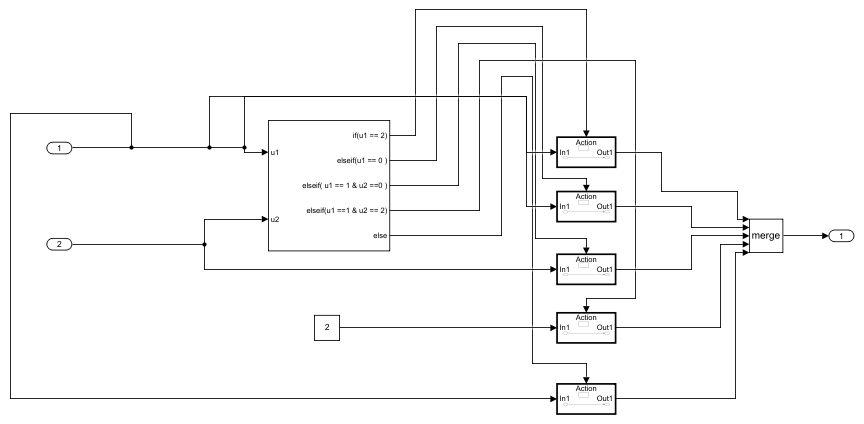 if(u1 == 2)
elseif(u1 == 0 )
elseif( u1 == 1 & u2 ==0 )
elseif(u1 ==1 & u2 == 2)
else
u1
u2
1
2
2
Action
In1 Out1
Action
In1 Out1
Action
In1 Out1
Action
In1 Out1
Action
In1 Out1
merge
1